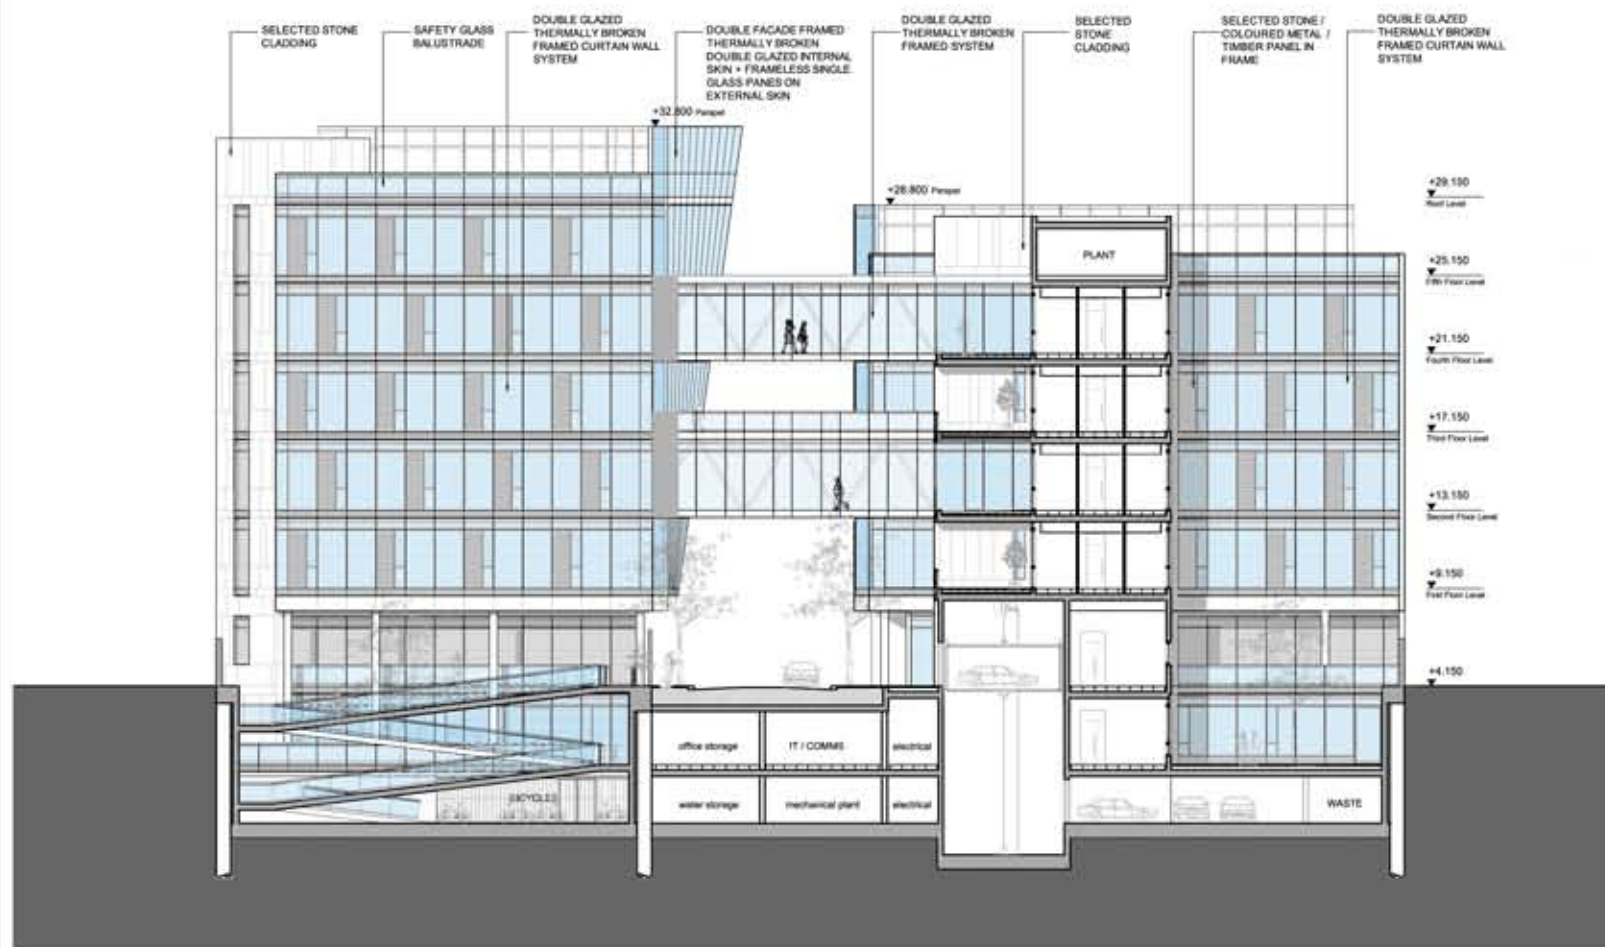 SELECTED STONE
CLADDING
SAFETY GLASS
BALUSTRADE
DOUBLE GLAZED
THERMALLY BROKEN
FRAMED CURTAIN WALL
SYSTEM
DOUBLE FACADE FRAMED
THERMALLY BROKEN
DOUBLE GLAZED INTERNAL
SKIN + FRAMELESS SINGLE
GLASS PANES ON
EXTERNAL SKIN
DOUBLE GLAZED
THERMALLY BROKEN
FRAMED SYSTEM
SELECTED
STONE
CLADDING
SELECTED STONE /
COLOURED METAL /
TIMBER PANEL IN
FRAME
DOUBLE GLAZED
THERMALLY BROKEN
FRAMED CURTAIN WALL
SYSTEM
+32.800 Parapet
+28.800 Parapet
+29.150
Roof Level
PLANT
+25.150
Fifth Floor Level
+21.150
Fourth Floor Level
+17.150
Third Floor Level
+13.150
Second Floor Level
+9.150
First Floor Level
+4.150
office storage
IT / COMMS
electrical
BICYCLES
water storage
mechanical plant
electrical
WASTE